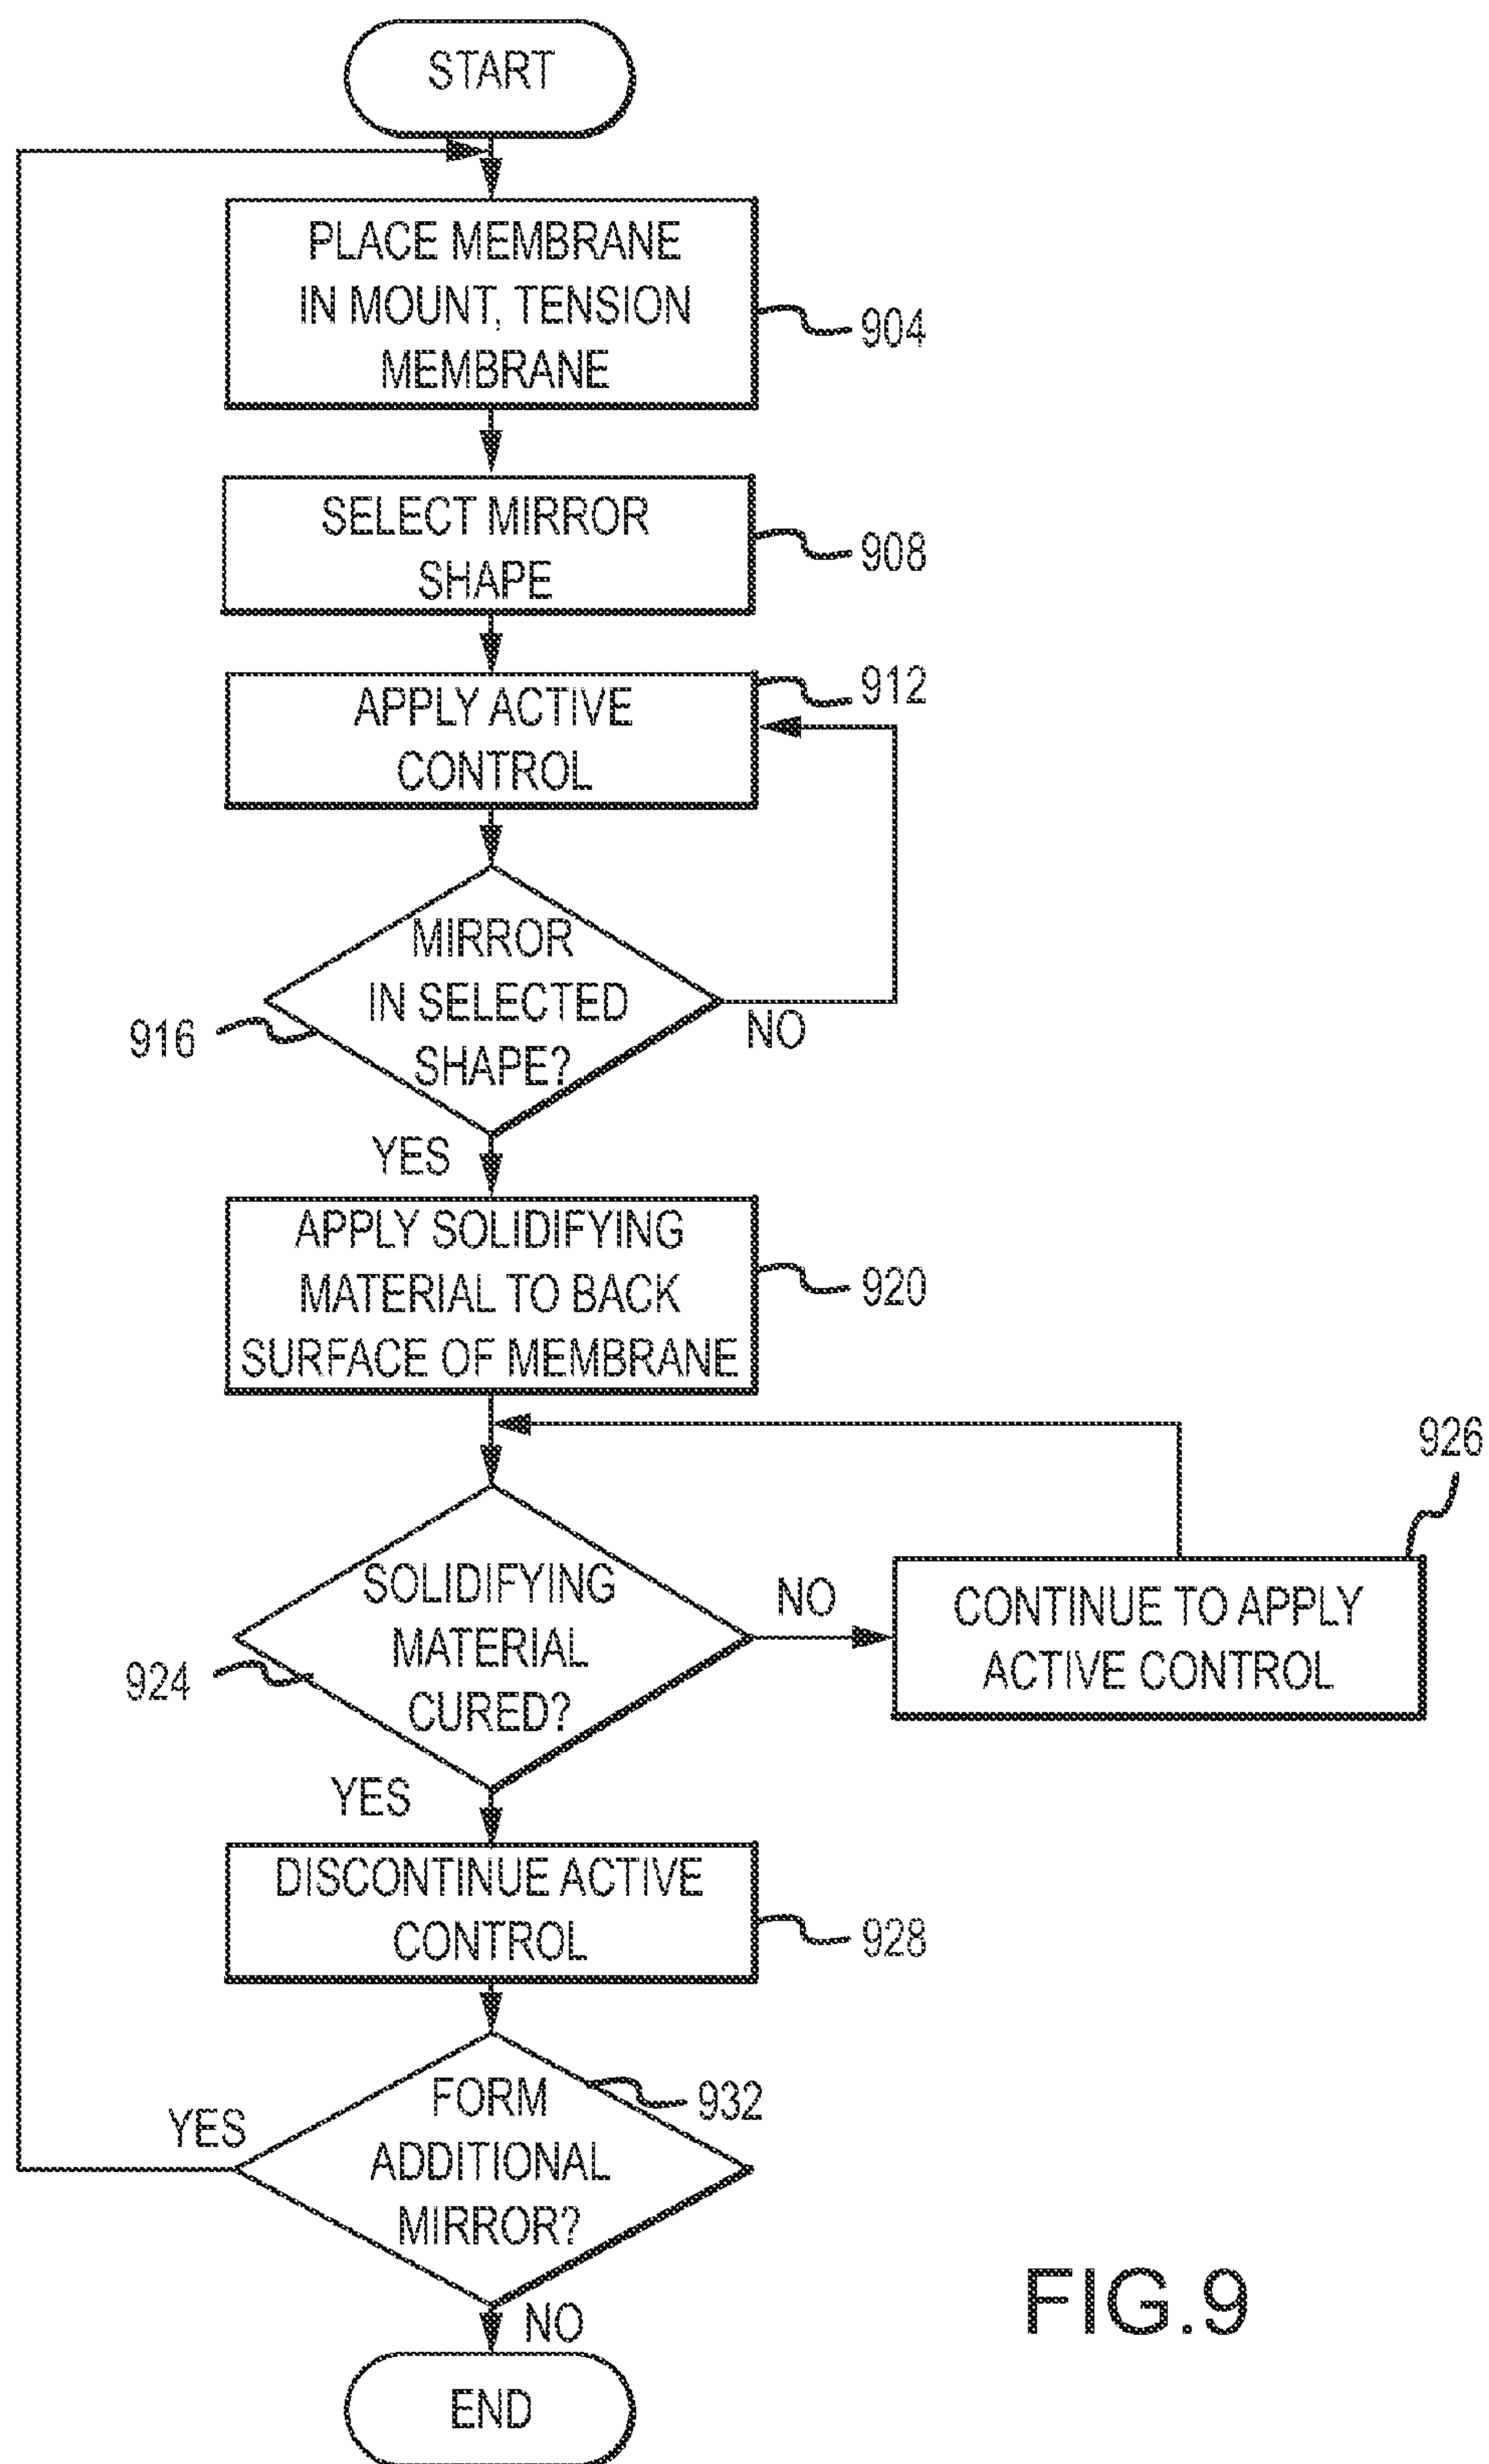 START
PLACE MEMBRANE
IN MOUNT, TENSION
MEMBRANE
904
SELECT MIRROR
SHAPE
908
APPLY ACTIVE
CONTROL
912
MIRROR
IN SELECTED
SHAPE?
916
NO
YES
APPLY SOLIDIFYING
MATERIAL TO BACK
SURFACE OF MEMBRANE
920
SOLIDIFYING
MATERIAL
CURED?
924
NO
CONTINUE TO APPLY
ACTIVE CONTROL
926
YES
DISCONTINUE ACTIVE
CONTROL
928
FORM
ADDITIONAL
MIRROR?
932
YES
NO
END
FIG.9